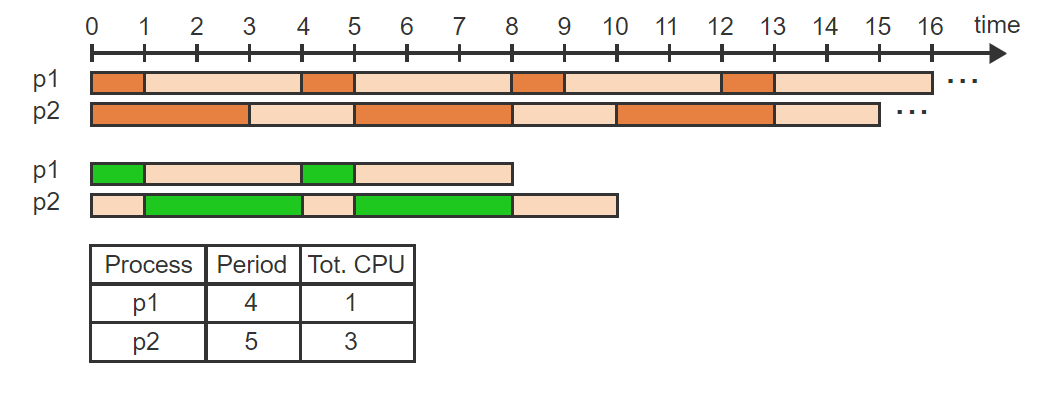 0 1 2 3 4 5 6 7 8 9 10 11 12 13 14 15 16 time
p1 ...
p2 ...
p1
p2
Process Period Tot. CPU
p1 4 1
p2 5 3